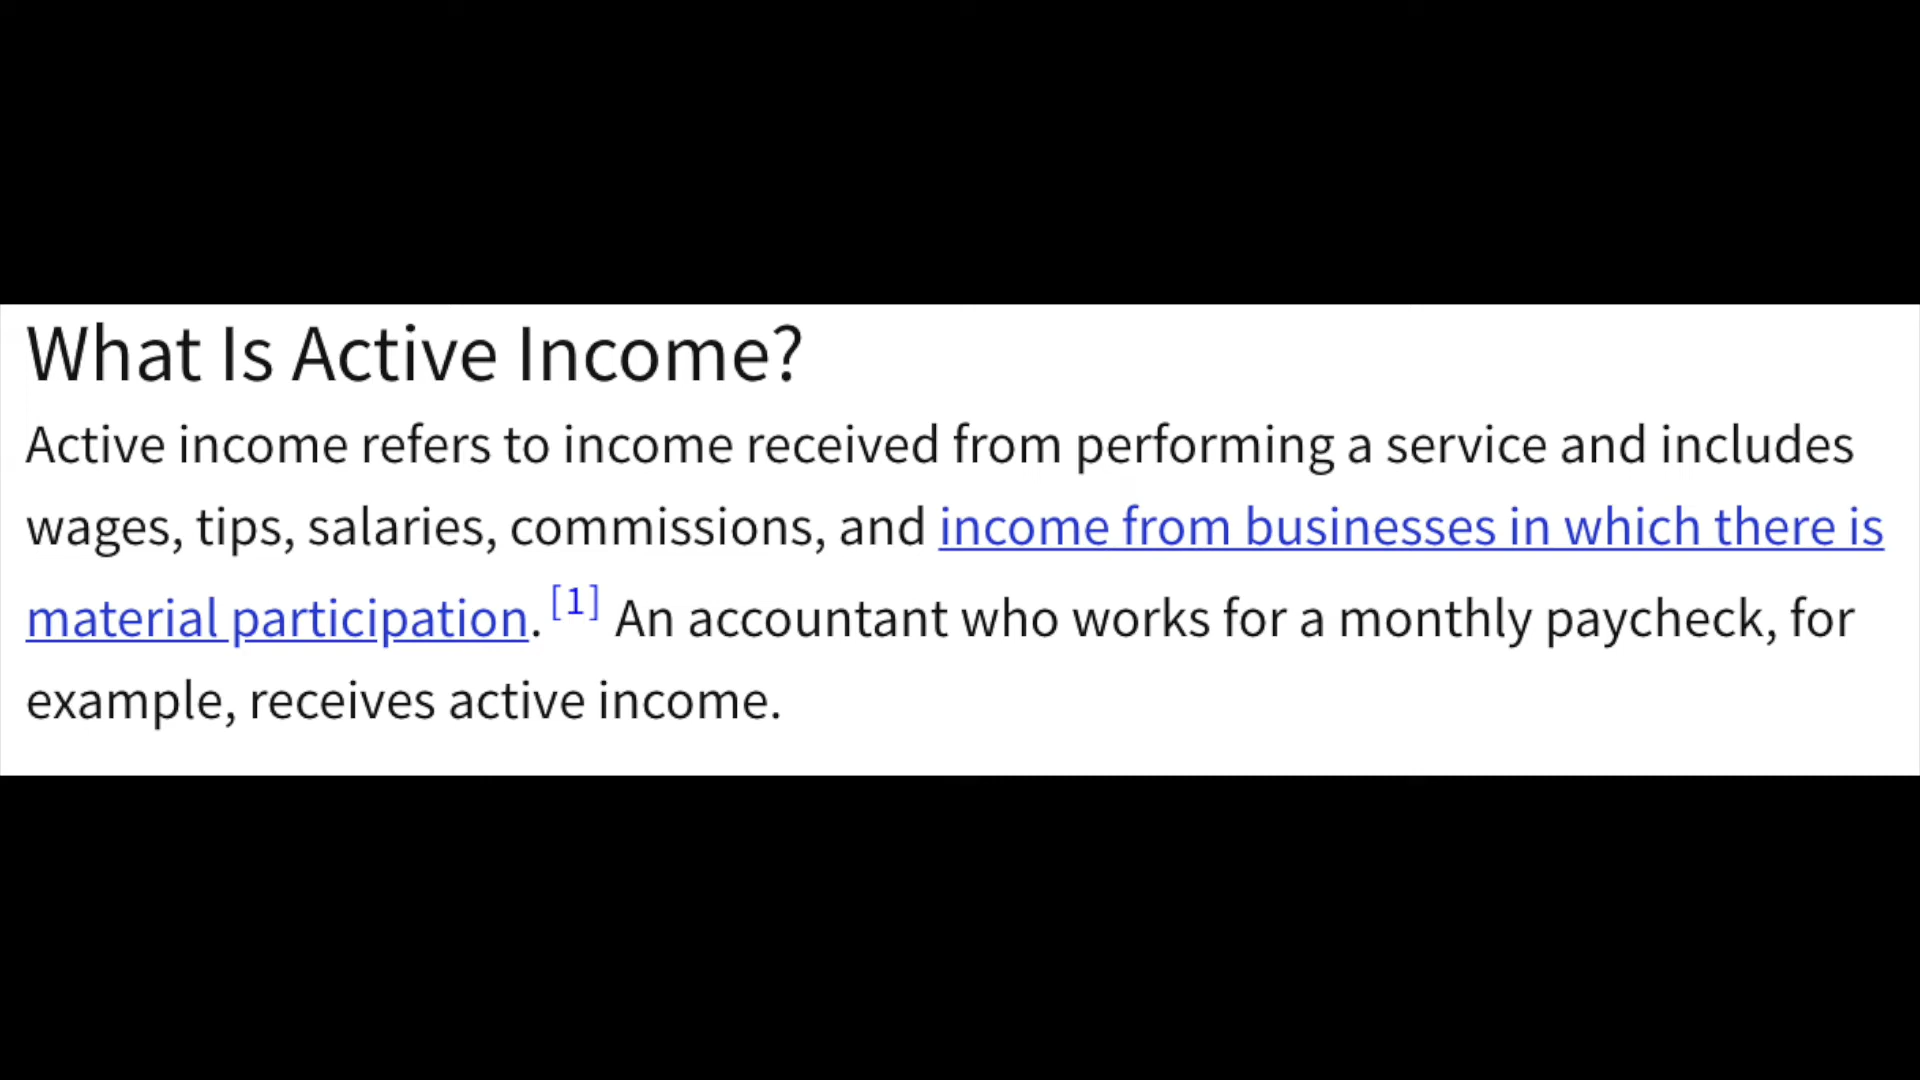 What Is Active Income?
Active income refers to income received from performing a service and includes
wages, tips, salaries, commissions, and income from businesses in which there is
material participation. [1] An accountant who works for a monthly paycheck, for
example, receives active income.